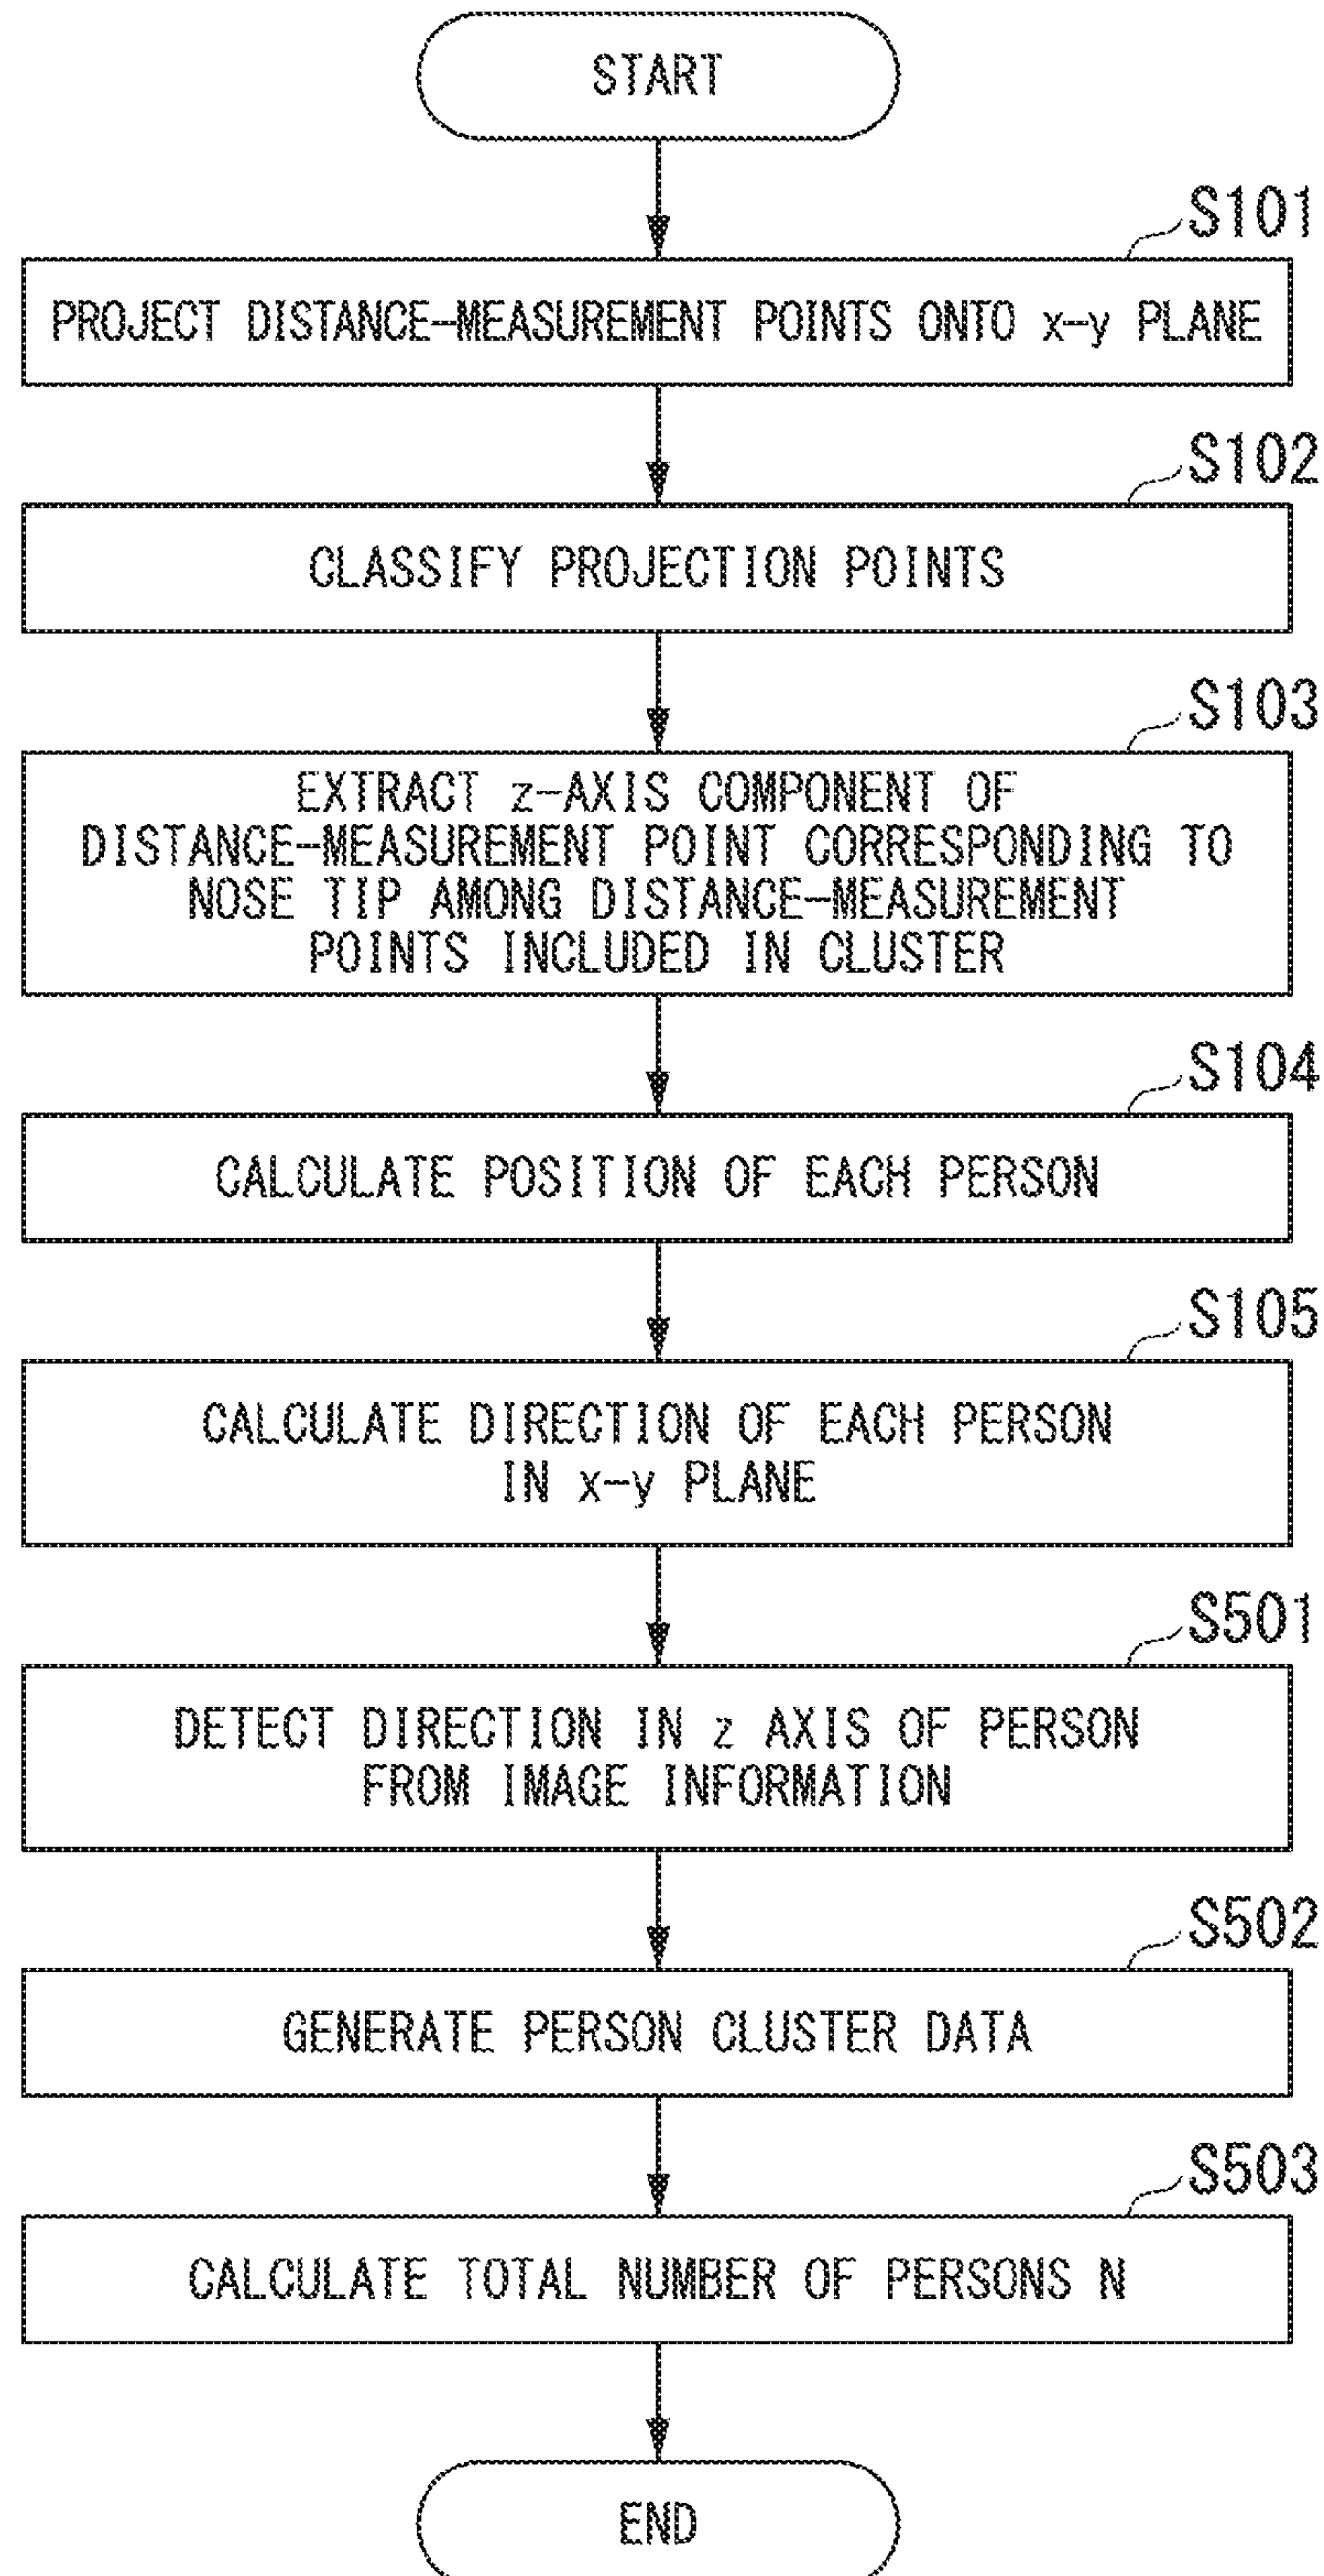 START
S101
PROJECT DISTANCE-MEASUREMENT POINTS ONTO x-y PLANE
S102
CLASSIFY PROJECTION POINTS
S103
EXTRACT z-AXIS COMPONENT OF
DISTANCE-MEASUREMENT POINT CORRESPONDING TO
NOSE TIP AMONG DISTANCE-MEASUREMENT
POINTS INCLUDED IN CLUSTER
S104
CALCULATE POSITION OF EACH PERSON
S105
CALCULATE DIRECTION OF EACH PERSON
IN x-y PLANE
S501
DETECT DIRECTION IN z AXIS OF PERSON
FROM IMAGE INFORMATION
S502
GENERATE PERSON CLUSTER DATA
S503
CALCULATE TOTAL NUMBER OF PERSONS N
END